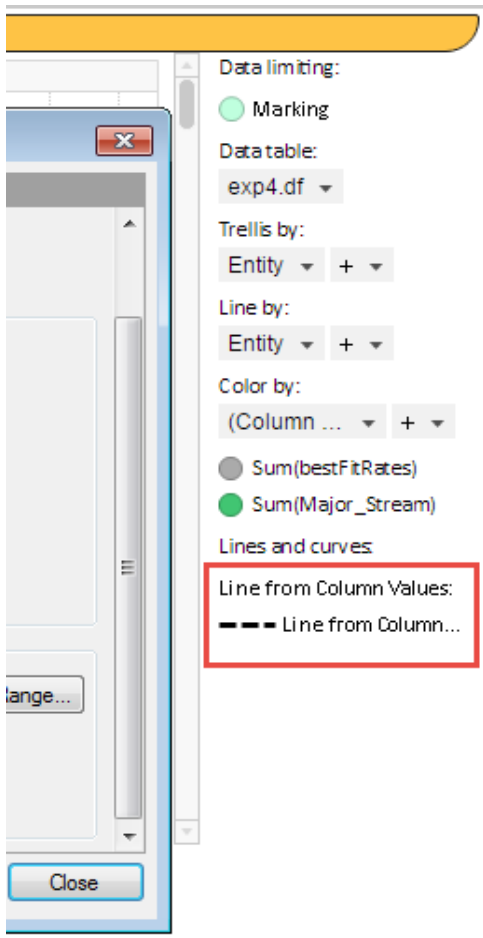 Data limiting:
Marking
Data table:
exp4.df
Trellis by:
Entity +
Line by:
Entity +
Color by:
(Column ... +
Sum(bestFitRates)
Sum(Major_Stream)
Lines and curves:
Line from Column Values:
Line from Column...
ange...
Close